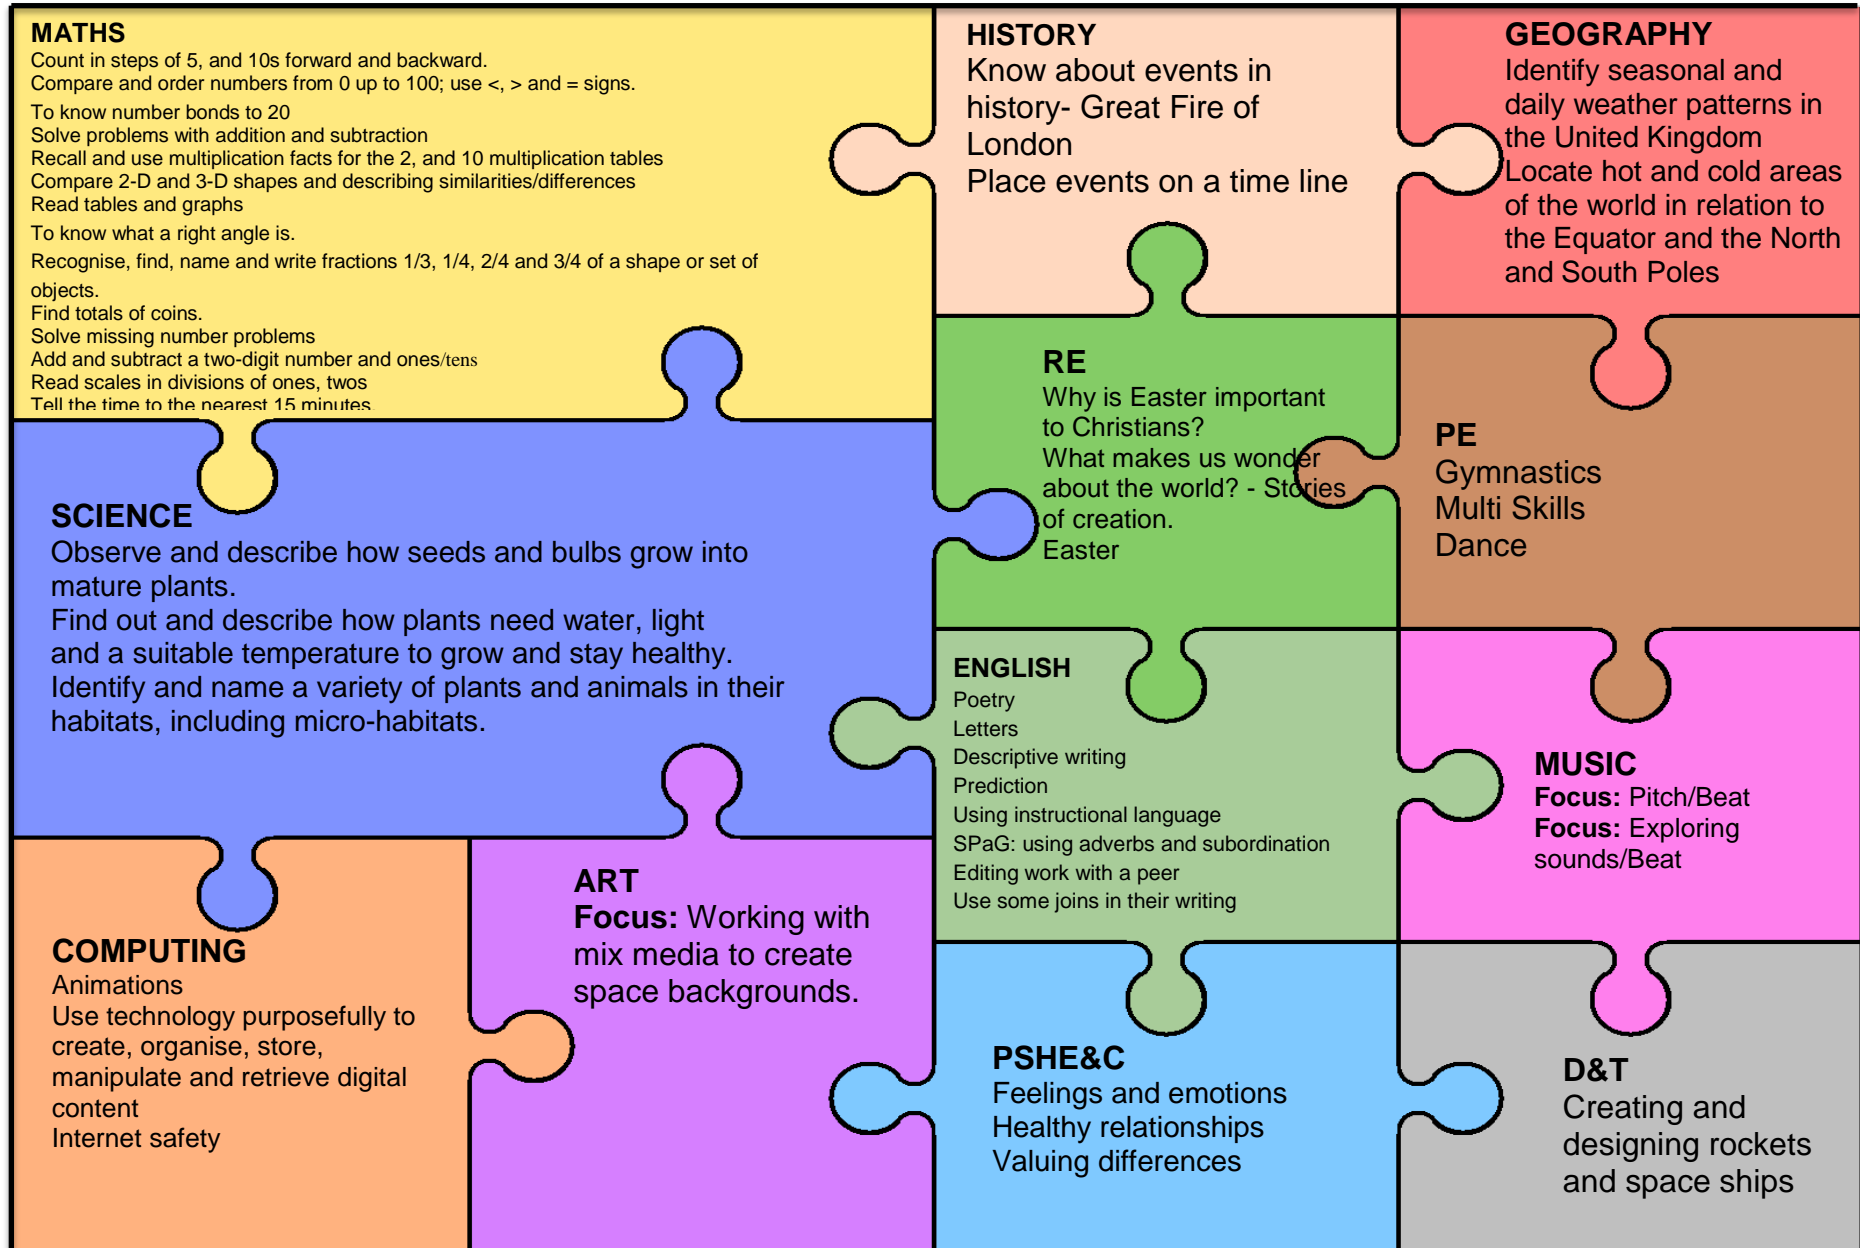 MATHS
Count in steps of 5, and 10s forward and backward.
Compare and order numbers from 0 up to 100; use <, > and = signs.
To know number bonds to 20
Solve problems with addition and subtraction
Recall and use multiplication facts for the 2, and 10 multiplication tables
Compare 2-D and 3-D shapes and describing similarities/differences
Read tables and graphs
To know what a right angle is.
Recognise, find, name and write fractions 1/3, 1/4, 2/4 and 3/4 of a shape or set of
objects.
Find totals of coins.
Solve missing number problems
Add and subtract a two-digit number and ones/tens
Read scales in divisions of ones, twos
Tell the time to the nearest 15 minutes.
HISTORY
Know about events in
history- Great Fire of
London
Place events on a time line
GEOGRAPHY
Identify seasonal and
daily weather patterns in
the United Kingdom
Locate hot and cold areas
of the world in relation to
the Equator and the North
and South Poles
RE
Why is Easter important
to Christians?
What makes us wonder
about the world? - Stories
of creation.
Easter
PE
Gymnastics
Multi Skills
Dance
SCIENCE
Observe and describe how seeds and bulbs grow into
mature plants.
Find out and describe how plants need water, light
and a suitable temperature to grow and stay healthy.
Identify and name a variety of plants and animals in their
habitats, including micro-habitats.
ENGLISH
Poetry
Letters
Descriptive writing
Prediction
Using instructional language
SPaG: using adverbs and subordination
Editing work with a peer
Use some joins in their writing
MUSIC
Focus: Pitch/Beat
Focus: Exploring
sounds/Beat
COMPUTING
Animations
Use technology purposefully to
create, organise, store,
manipulate and retrieve digital
content
Internet safety
ART
Focus: Working with
mix media to create
space backgrounds.
PSHE&C
Feelings and emotions
Healthy relationships
Valuing differences
D&T
Creating and
designing rockets
and space ships